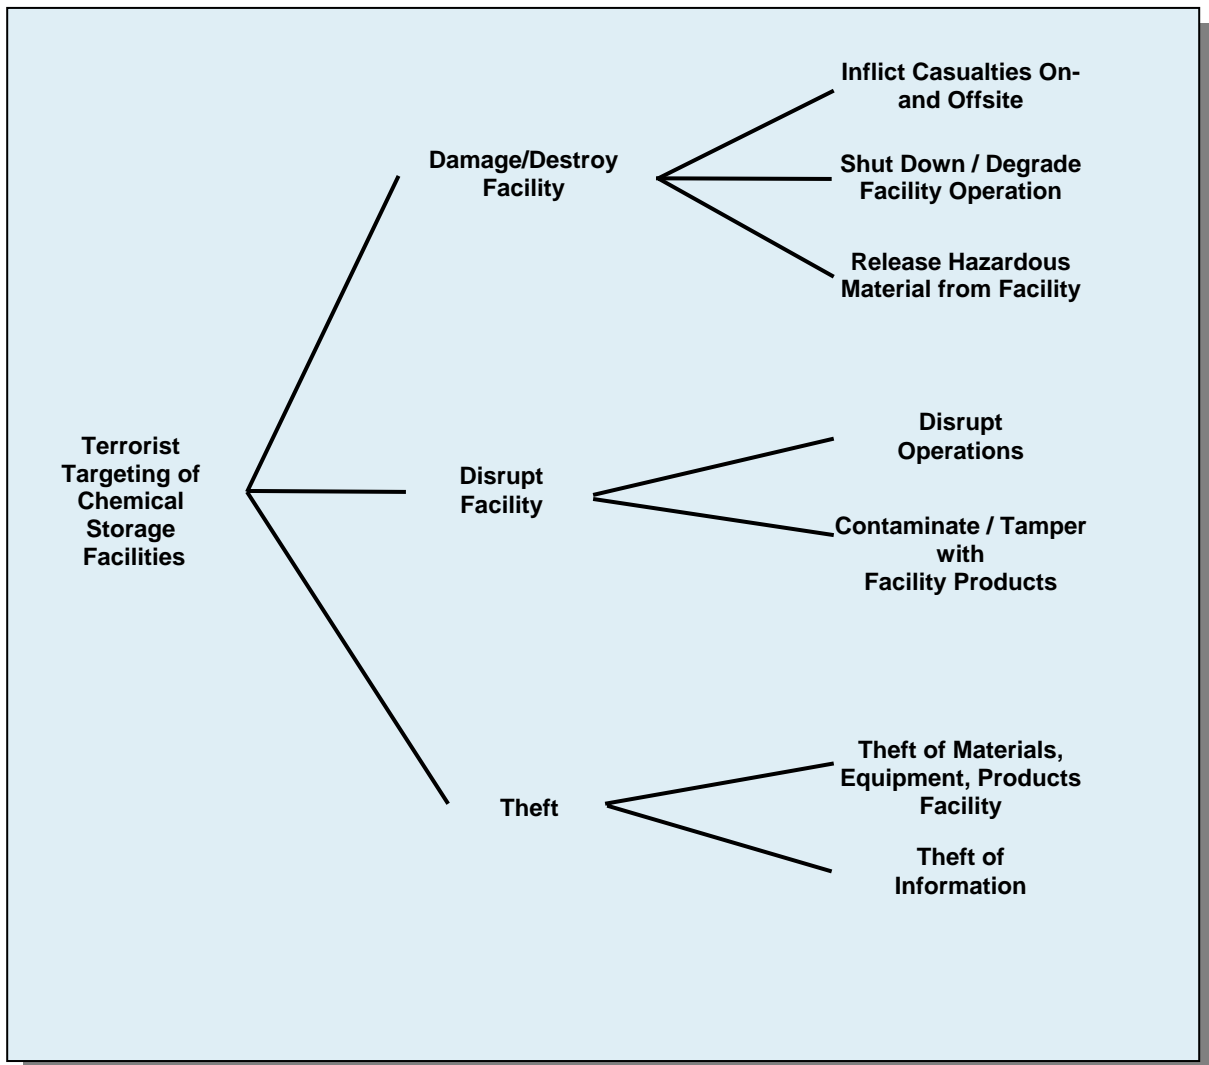 Terrorist
Targeting of
Chemical
Storage
Facilities
Damage/Destroy
Facility
Inflict Casualties On-
and Offsite
Shut Down / Degrade
Facility Operation
Release Hazardous
Material from Facility
Disrupt
Facility
Disrupt
Operations
Contaminate / Tamper
with
Facility Products
Theft
Theft of Materials,
Equipment, Products
Facility
Theft of
Information